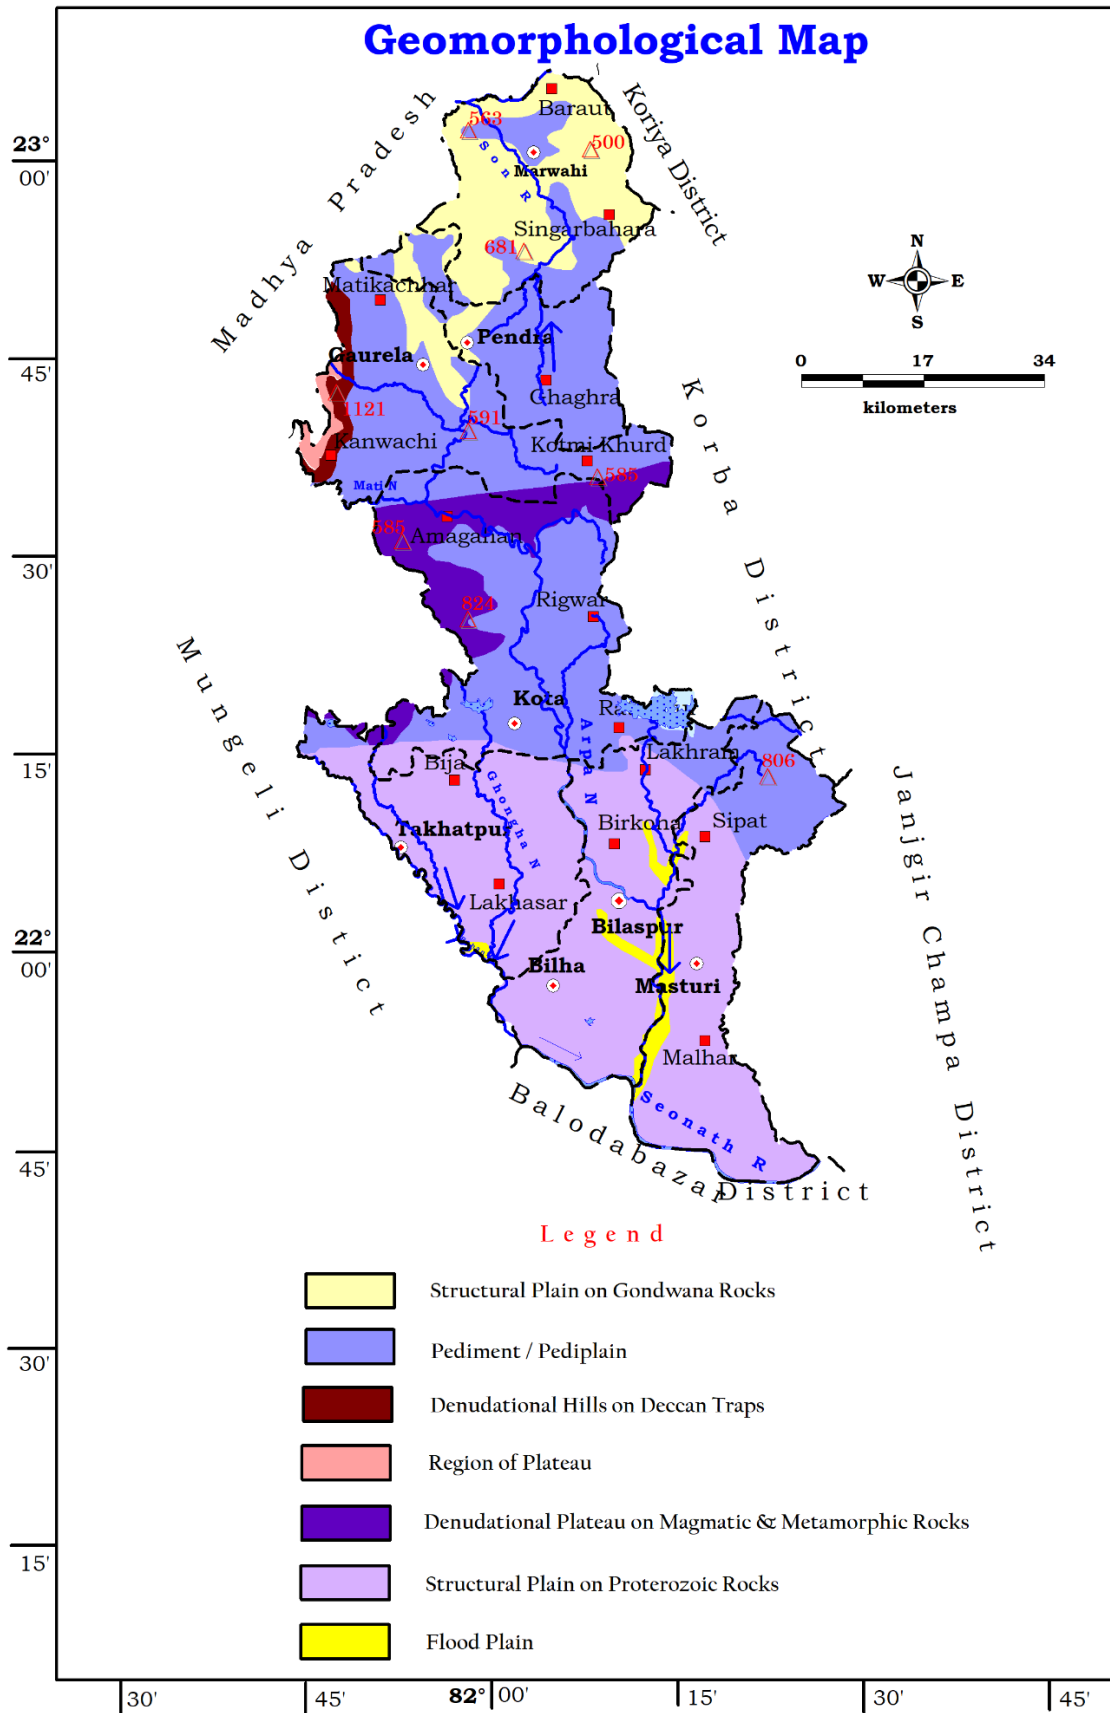 Geomorphological Map
Madhya Pradesh
Koriya District
Baraut
563
500
23°
00'
Son R
Marwahi
Singarbahara
681
N
W E
S
Matikachhar
Pendra
Gaurela
45'
0 17 34
kilometers
Ghaghra
1121
591
Kanwachi
Kotmi Khurd
Korba District
585
Mati N
585
Amaganan
30'
824
Rigwar
Mungeli District
Kota
Arpa N
Lakhram
15'
Bija
806
Ghongha N
Janjgir Champa District
Takhatpur
Birkona
Sipat
Lakhasar
22°
00'
Bilaspur
Bilha
Masturi
Malhar
Seonath R
Balodabazar District
45'
Legend
Structural Plain on Gondwana Rocks
30'
Pediment / Pediplain
Denudational Hills on Deccan Traps
Region of Plateau
Denudational Plateau on Magmatic & Metamorphic Rocks
15'
Structural Plain on Proterozoic Rocks
Flood Plain
30' 45' 82° 00' 15' 30' 45'